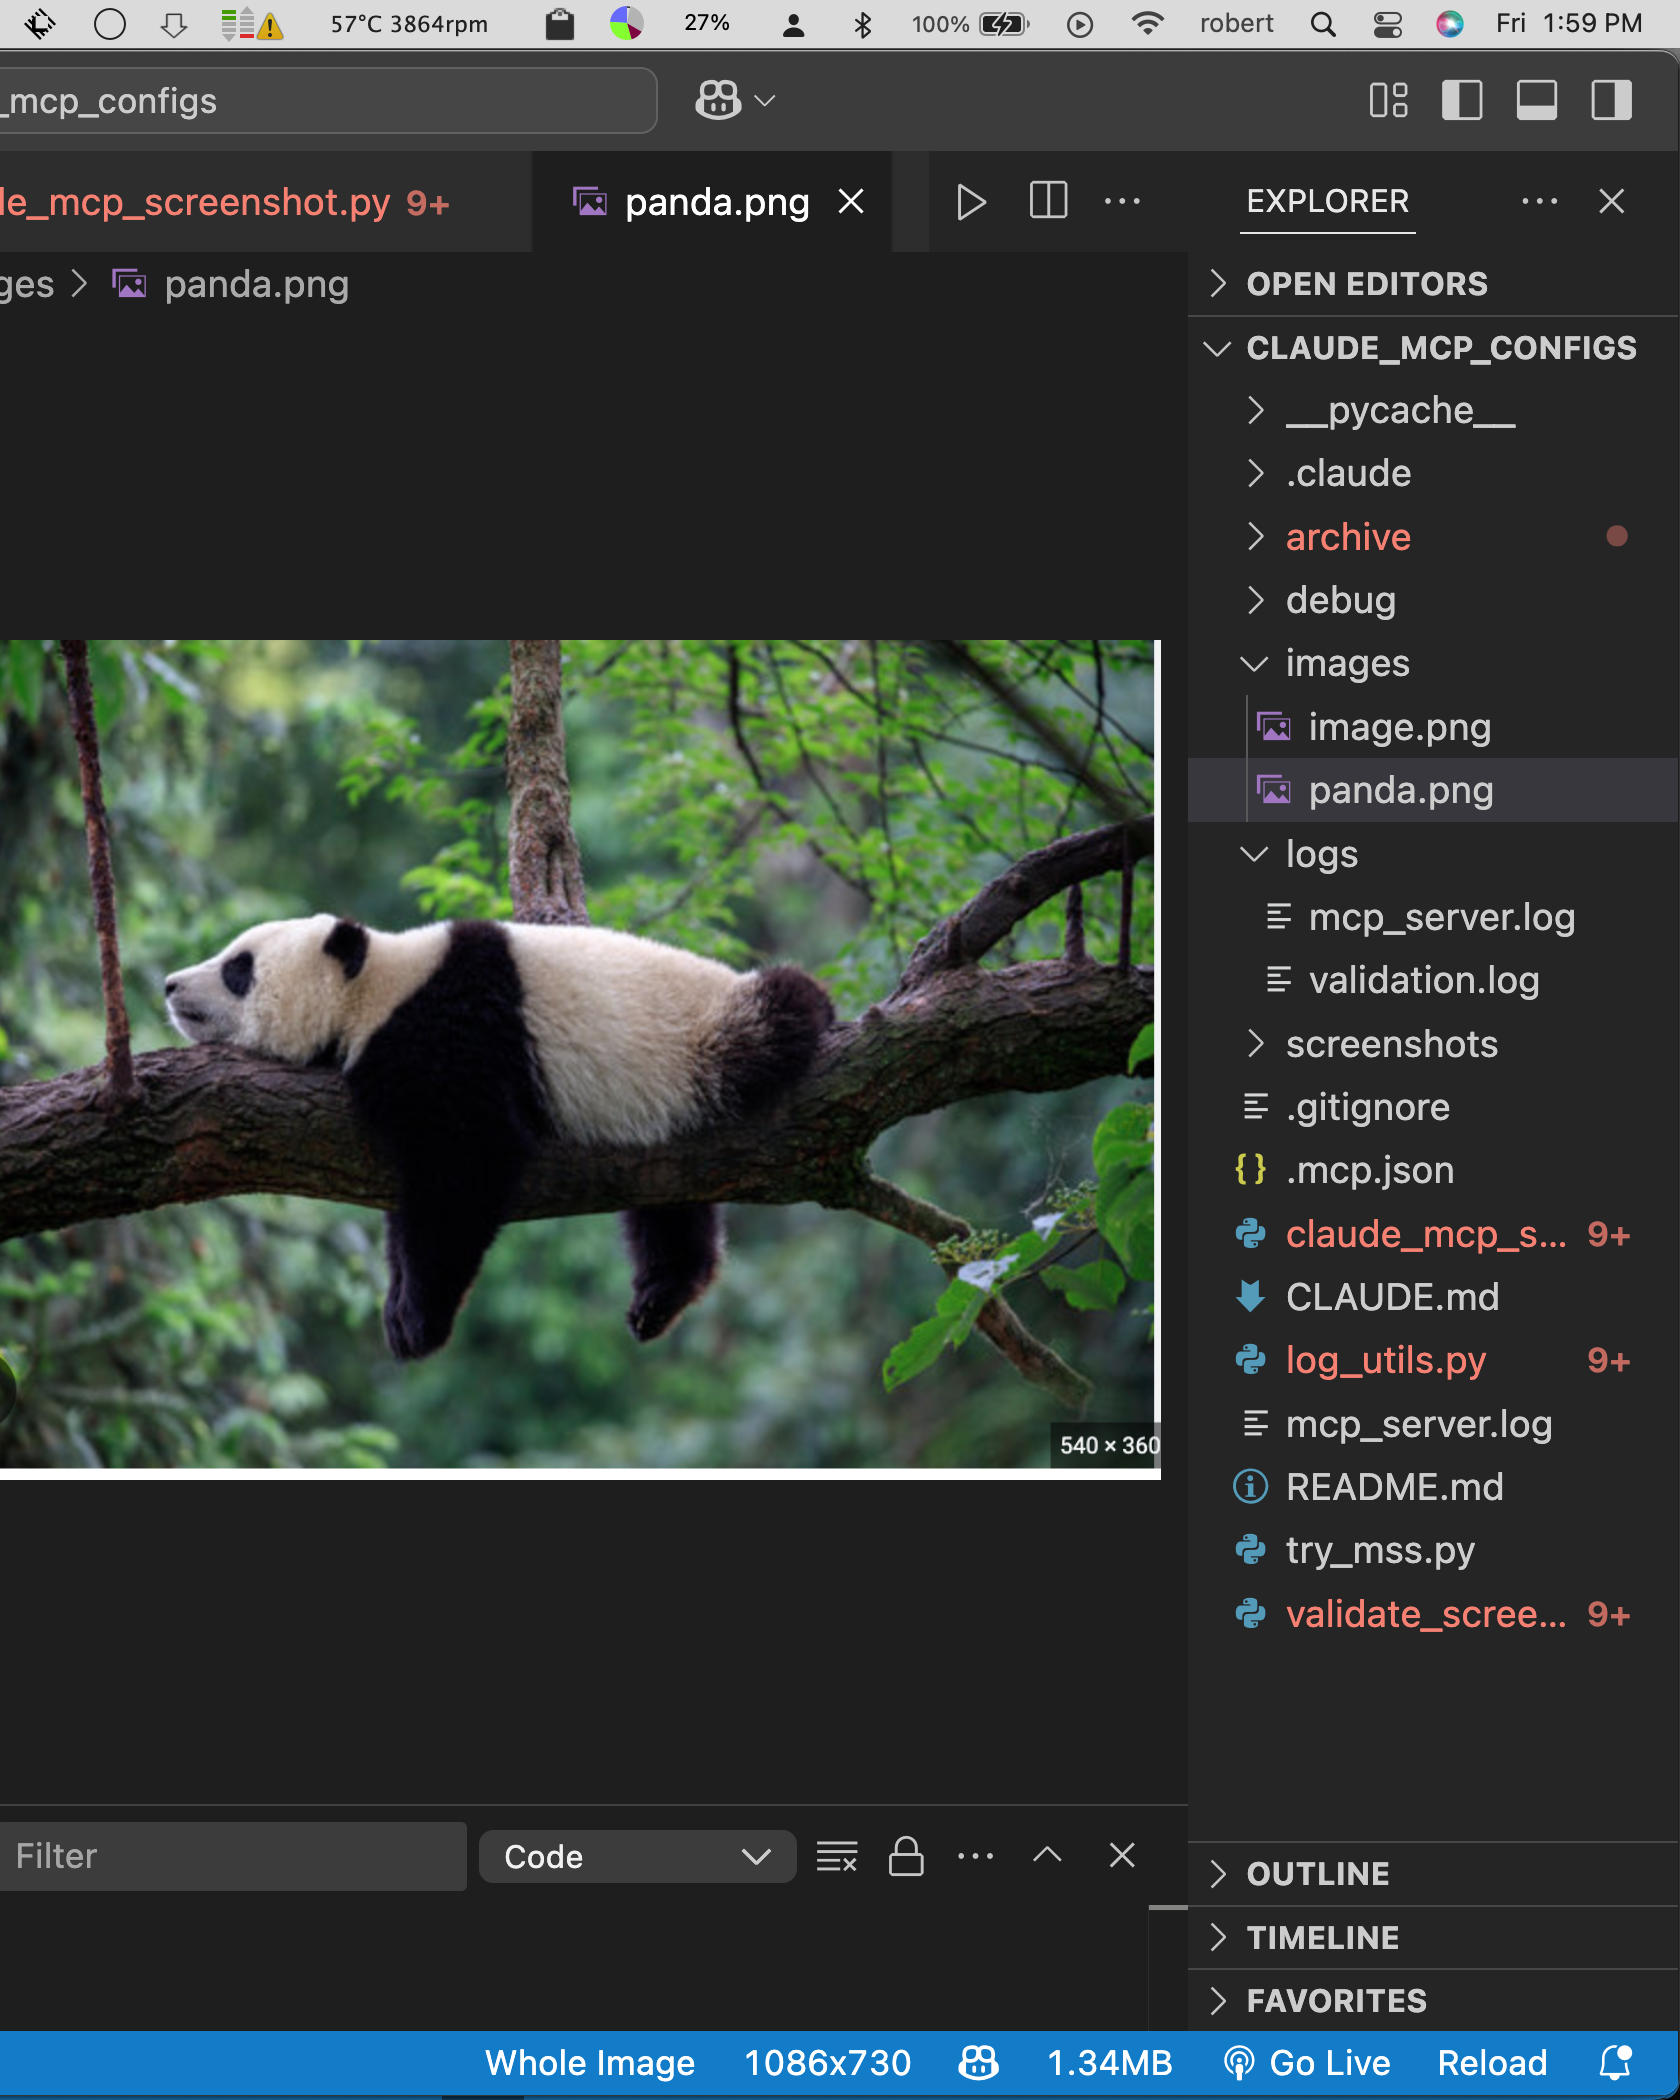 57°C 3864rpm 27% 100% robert Fri 1:59 PM
_mcp_configs
le_mcp_screenshot.py 9+ panda.png
ges > panda.png
540 × 360
EXPLORER
OPEN EDITORS
CLAUDE_MCP_CONFIGS
__pycache__
.claude
archive
debug
images
image.png
panda.png
logs
mcp_server.log
validation.log
screenshots
.gitignore
{} .mcp.json
claude_mcp_s... 9+
CLAUDE.md
log_utils.py 9+
mcp_server.log
README.md
try_mss.py
validate_scree... 9+
Filter Code
OUTLINE
TIMELINE
FAVORITES
Whole Image 1086x730 1.34MB Go Live Reload